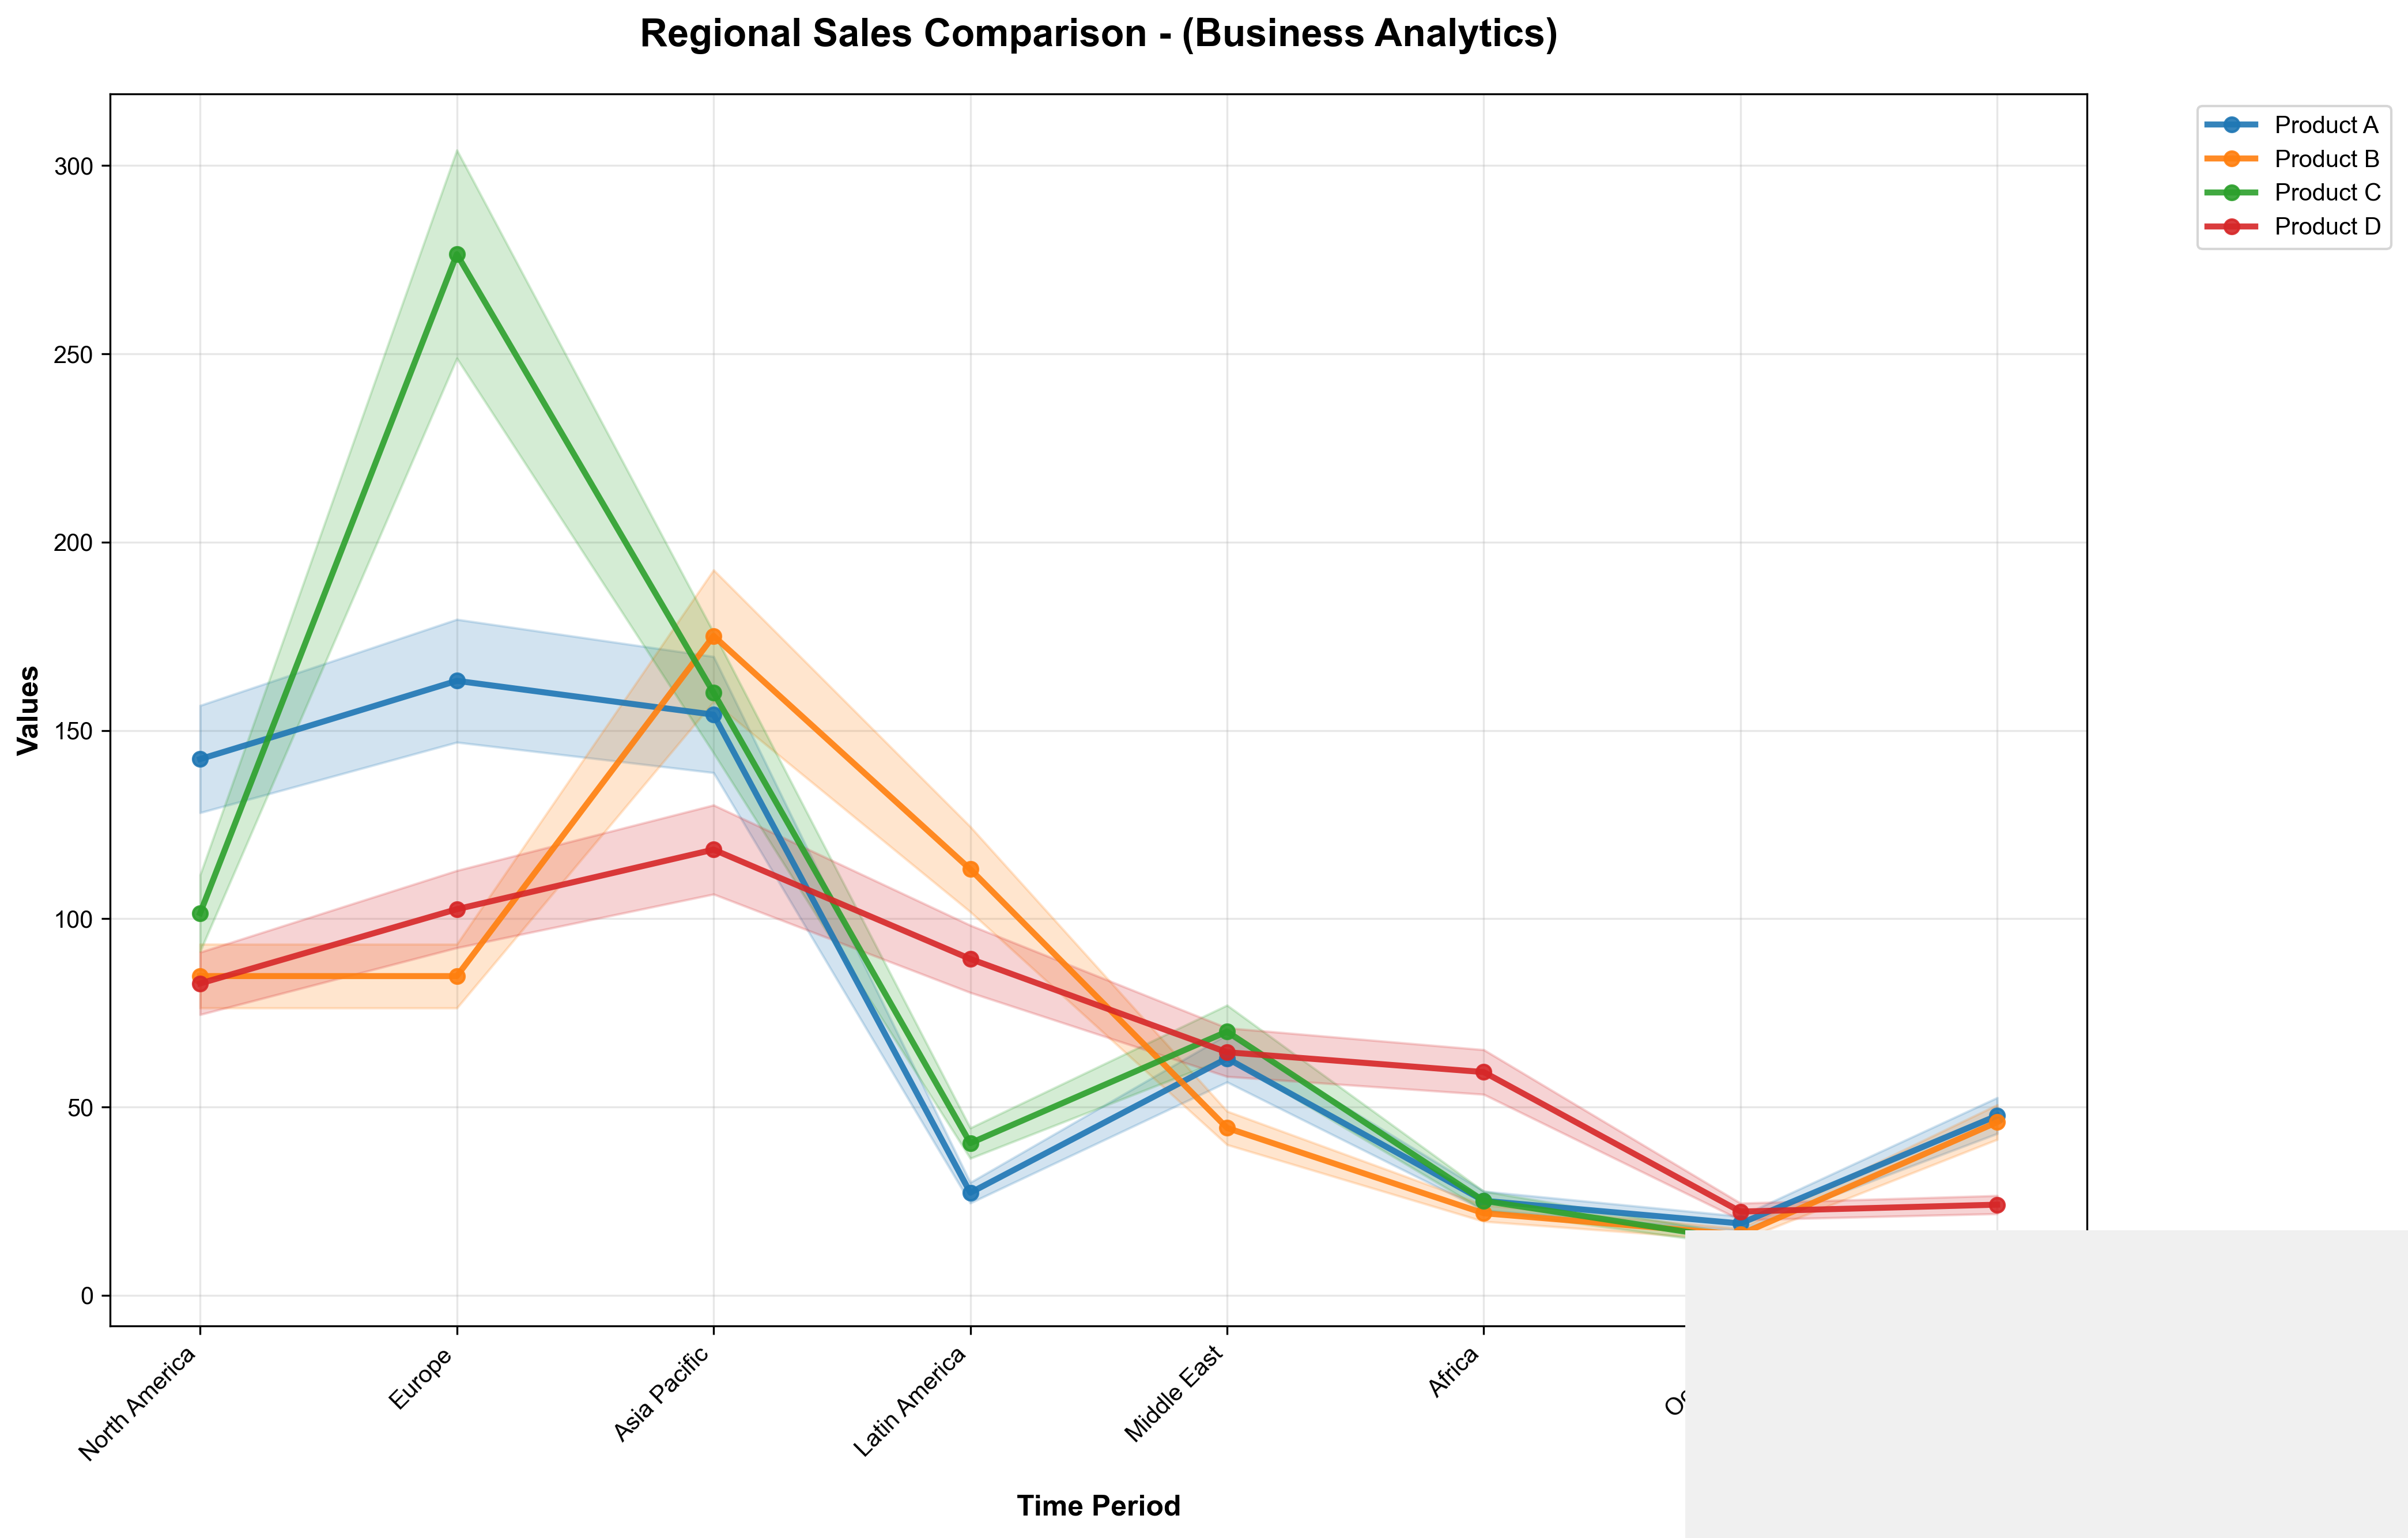 Regional Sales Comparison - (Business Analytics)
Product A
Product B
Product C
Product D
Values
300
250
200
150
100
50
0
North America
Europe
Asia Pacific
Latin America
Middle East
Africa
Time Period